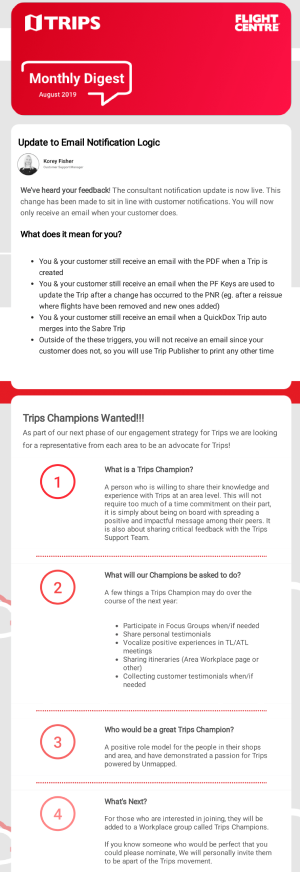 TRIPS
FLIGHT
CENTRE
Monthly Digest
August 2019
Update to Email Notification Logic
Korey Fisher
Customer Support Manager
We've heard your feedback! The consultant notification update is now live. This
change has been made to sit in line with customer notifications. You will now
only receive an email when your customer does.
What does it mean for you?
• You & your customer still receive an email with the PDF when a Trip is
created
• You & your customer still receive an email when the PF Keys are used to
update the Trip after a change has occurred to the PNR (eg. after a reissue
where flights have been removed and new ones added)
• You & your customer still receive an email when a QuickDox Trip auto
merges into the Sabre Trip
• Outside of these triggers, you will not receive an email since your
customer does not, so you will use Trip Publisher to print any other time
Trips Champions Wanted!!!
As part of our next phase of our engagement strategy for Trips we are looking
for a representative from each area to be an advocate for Trips!
1
What is a Trips Champion?
A person who is willing to share their knowledge and
experience with Trips at an area level. This will not
require too much of a time commitment on their part,
it is simply about being on board with spreading a
positive and impactful message among their peers. It
is also about sharing critical feedback with the Trips
Support Team.
2
What will our Champions be asked to do?
A few things a Trips Champion may do over the
course of the next year:
• Participate in Focus Groups when/if needed
• Share personal testimonials
• Vocalize positive experiences in TL/ATL
meetings
• Sharing itineraries (Area Workplace page or
other)
• Collecting customer testimonials when/if
needed
3
Who would be a great Trips Champion?
A positive role model for the people in their shops
and area, and have demonstrated a passion for Trips
powered by Unmapped.
4
What's Next?
For those who are interested in joining, they will be
added to a Workplace group called Trips Champions.
If you know someone who would be perfect that you
could please nominate, We will personally invite them
to be apart of the Trips movement.